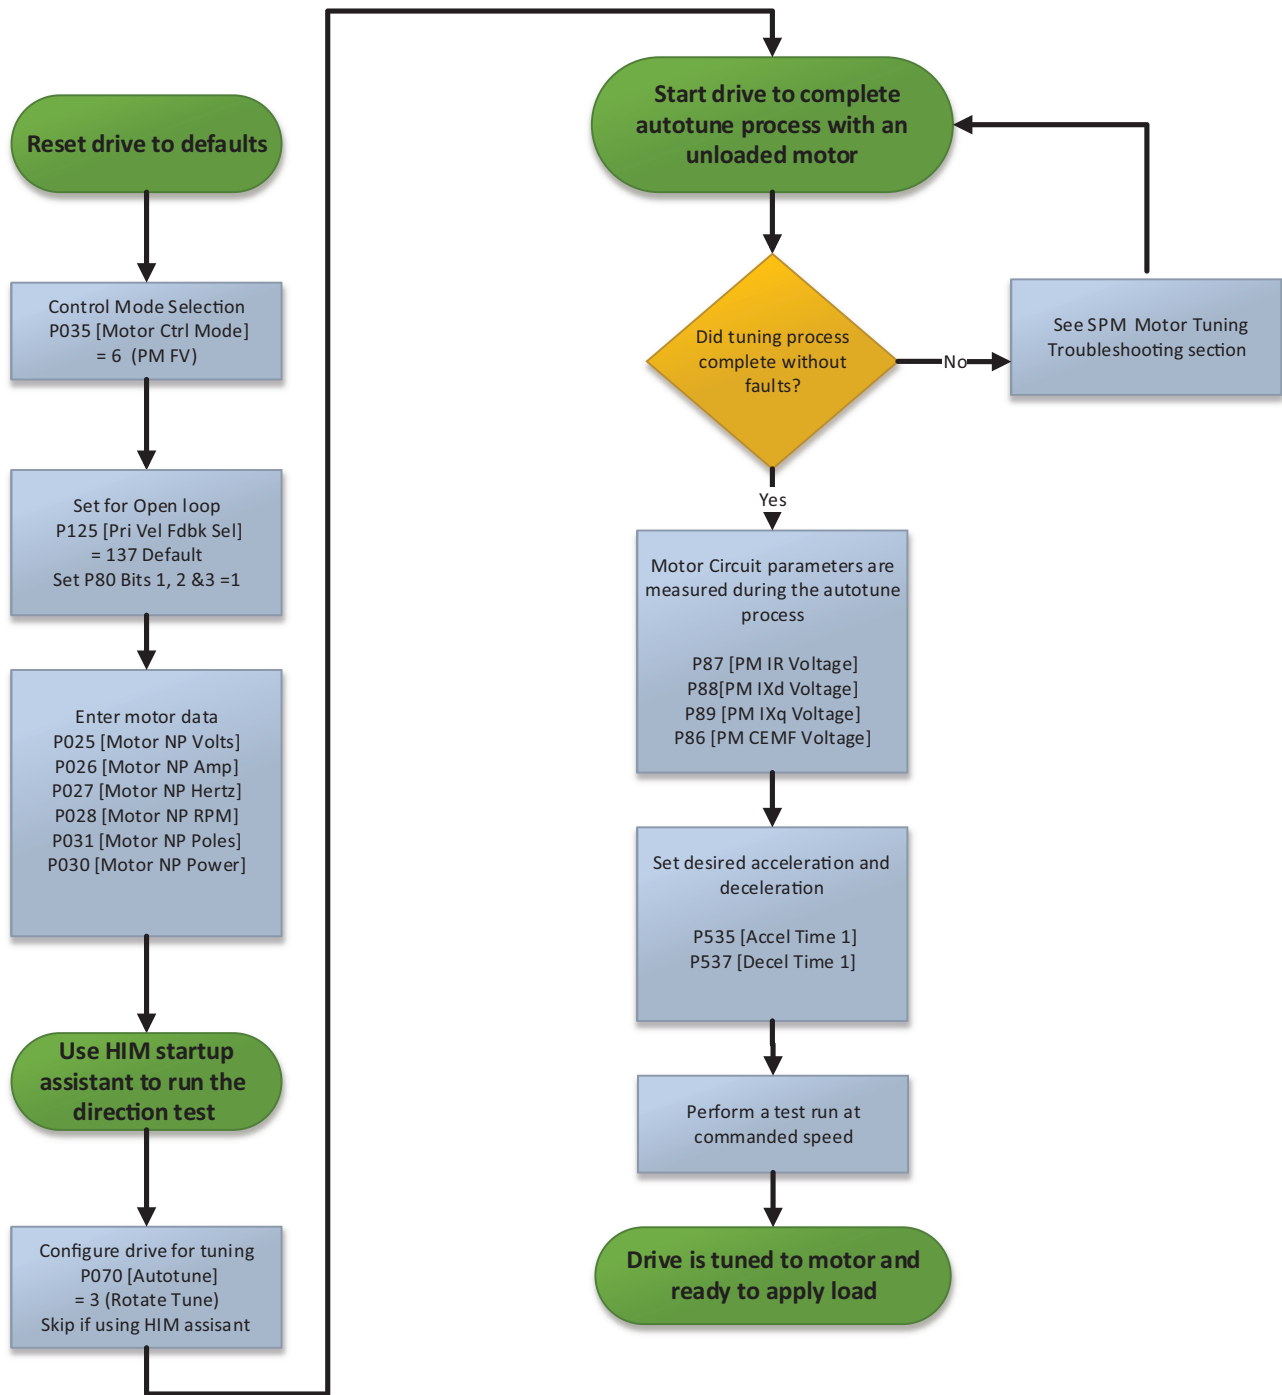 Reset drive to defaults
Control Mode Selection
P035 [Motor Ctrl Mode]
= 6  (PM FV)
Set for Open loop
P125 [Pri Vel Fdbk Sel]
= 137 Default
Set P80 Bits 1, 2 &3 =1
Enter motor data
P025 [Motor NP Volts]
P026 [Motor NP Amp]
P027 [Motor NP Hertz]
P028 [Motor NP RPM]
P031 [Motor NP Poles]
P030 [Motor NP Power]
Use HIM startup
assistant to run the
direction test
Configure drive for tuning
P070 [Autotune]
= 3 (Rotate Tune)
Skip if using HIM assisant
Start drive to complete
autotune process with an
unloaded motor
Did tuning process
complete without
faults?
No
See SPM  Motor Tuning
Troubleshooting section
Yes
Motor Circuit parameters are
measured during the autotune
process
P87 [PM IR Voltage]
P88[PM IXd Voltage]
P89 [PM IXq Voltage]
P86 [PM CEMF Voltage]
Set desired acceleration and
deceleration
P535 [Accel Time 1]
P537 [Decel Time 1]
Perform a test run at
commanded speed
Drive is tuned to motor and
ready to apply load